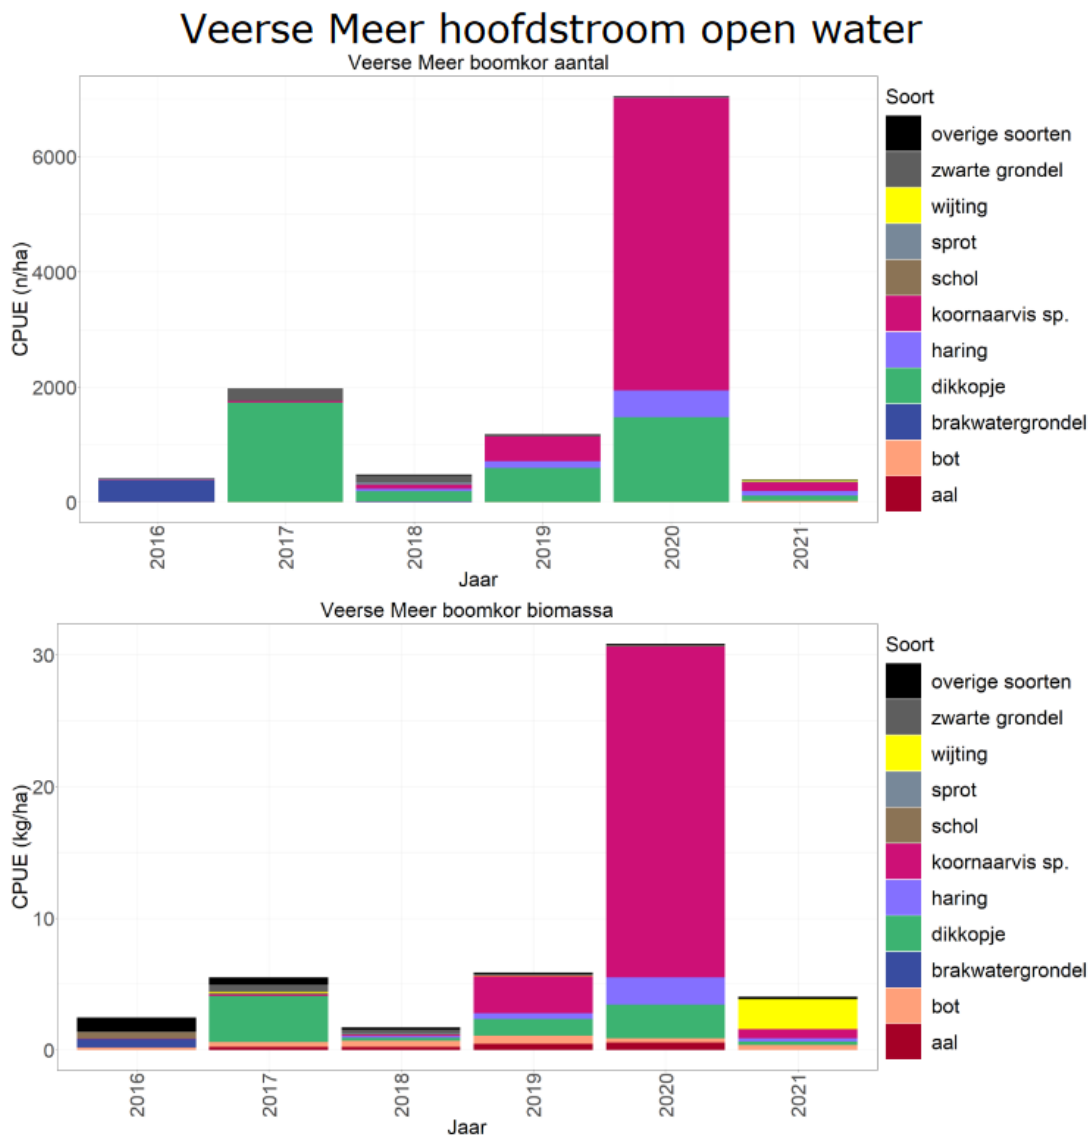 Veerse Meer hoofdstroom open water
Veerse Meer boomkor aantal
CPUE (n/ha)
6000
4000
2000
0
2016
2017
2018
2019
2020
2021
Jaar
Soort
overige soorten
zwarte grondel
wijting
sprot
schol
koornaarvis sp.
haring
dikkopje
brakwatergrondel
bot
aal
Veerse Meer boomkor biomassa
CPUE (kg/ha)
30
20
10
0
2016
2017
2018
2019
2020
2021
Jaar
Soort
overige soorten
zwarte grondel
wijting
sprot
schol
koornaarvis sp.
haring
dikkopje
brakwatergrondel
bot
aal